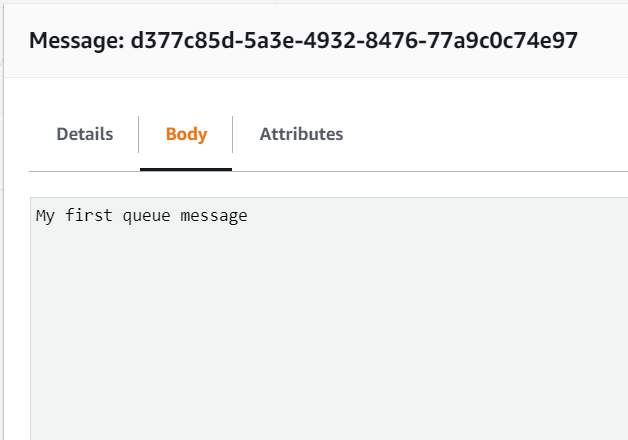 Message: d377c85d-5a3e-4932-8476-77a9c0c74e97
Details Body Attributes
My first queue message